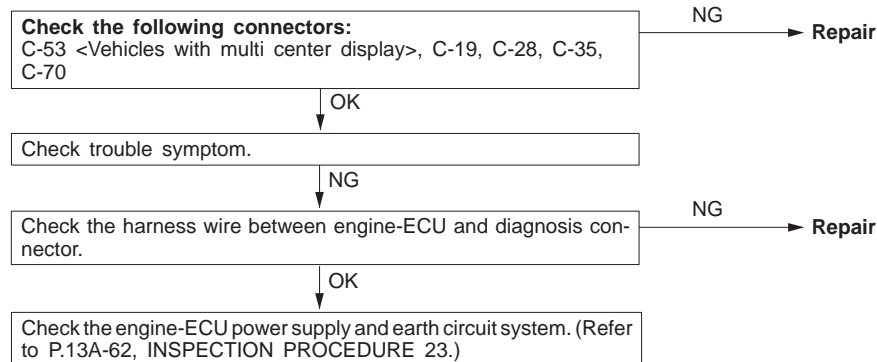 Check the following connectors:
C-53 <Vehicles with multi center display>, C-19, C-28, C-35,
C-70
NG
Repair
OK
Check trouble symptom.
NG
Check the harness wire between engine-ECU and diagnosis con-
nector.
NG
Repair
OK
Check the engine-ECU power supply and earth circuit system. (Refer
to P.13A-62, INSPECTION PROCEDURE 23.)